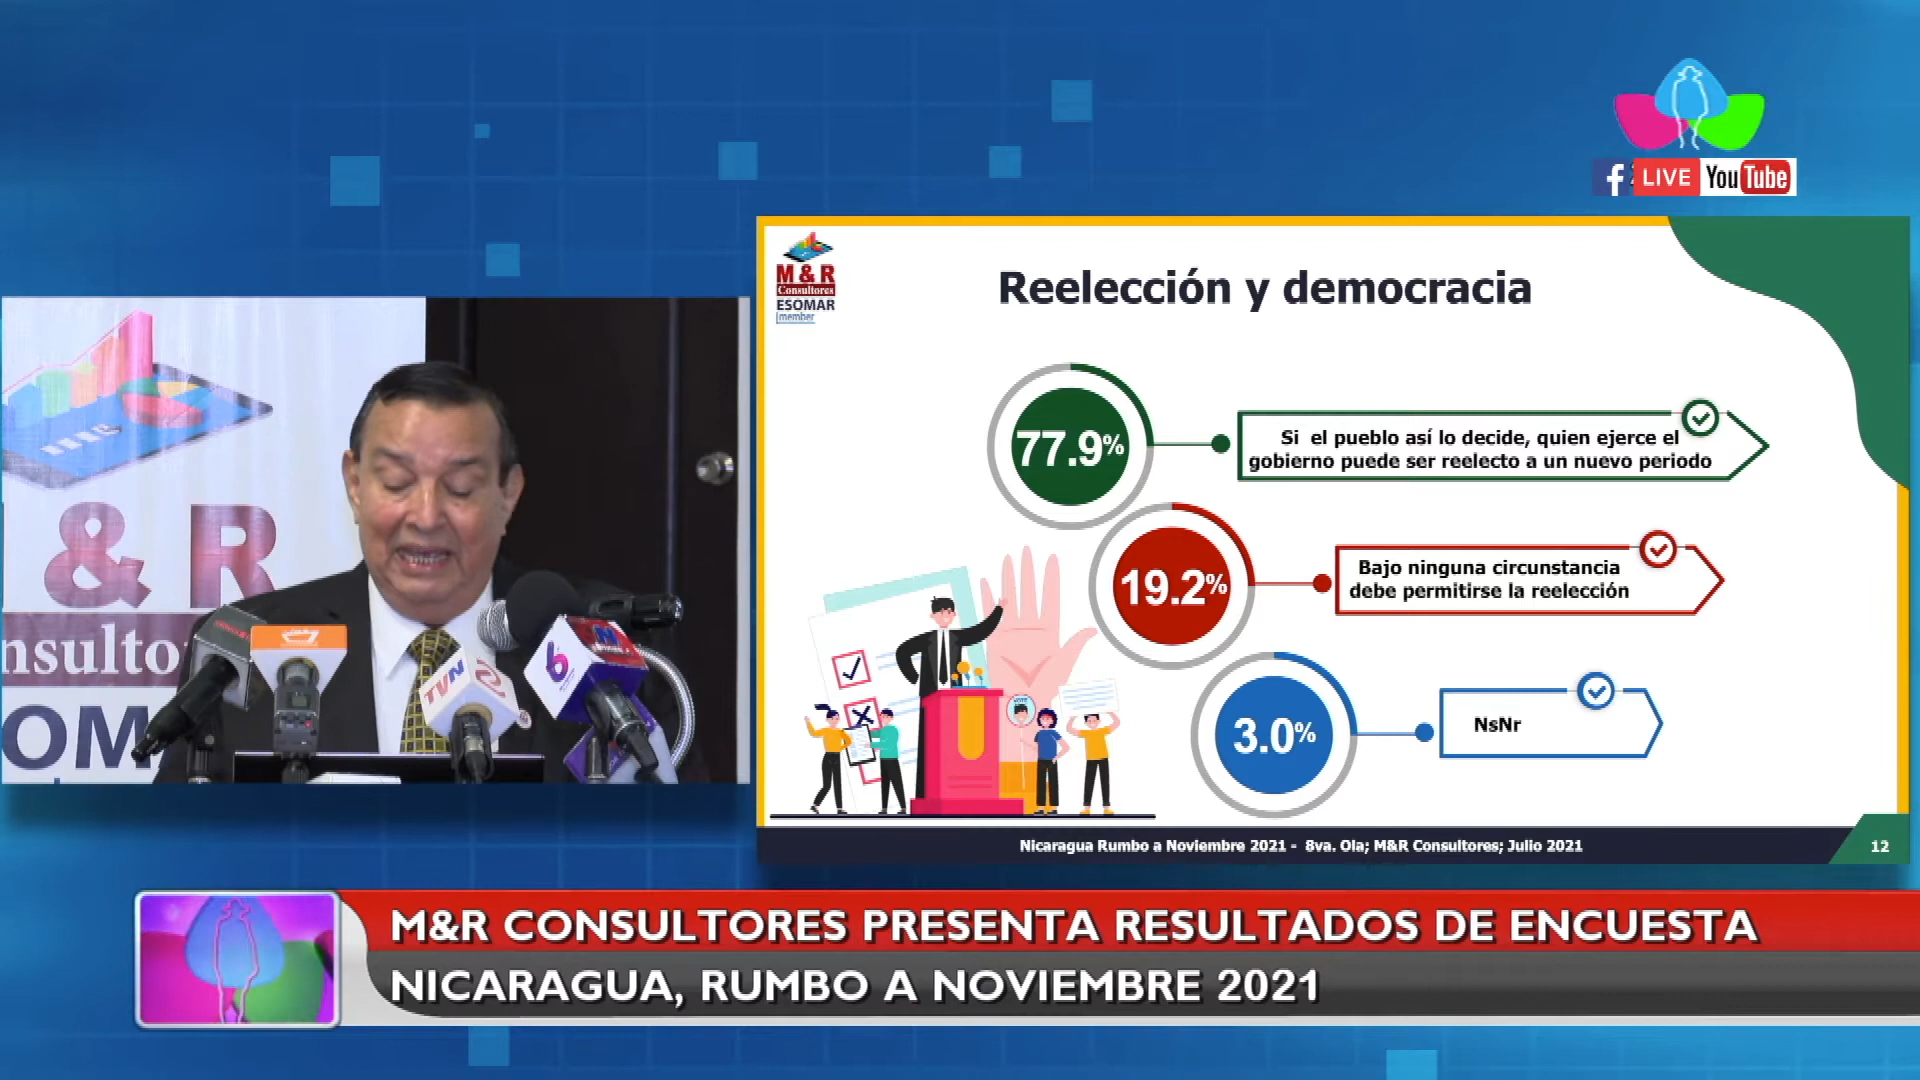 LIVE
YouTube
M&R
Consultores
ESOMAR
member
Reelección y democracia
77.9%
Si el pueblo así lo decide, quien ejerce el
gobierno puede ser reelecto a un nuevo periodo
19.2%
Bajo ninguna circunstancia
debe permitirse la reelección
3.0%
NsNr
VOTE
Nicaragua Rumbo a Noviembre 2021 - 8va. Ola; M&R Consultores; Julio 2021
12
& R
nsulto
OM
TVN
6
N
M&R CONSULTORES PRESENTA RESULTADOS DE ENCUESTA
NICARAGUA, RUMBO A NOVIEMBRE 2021